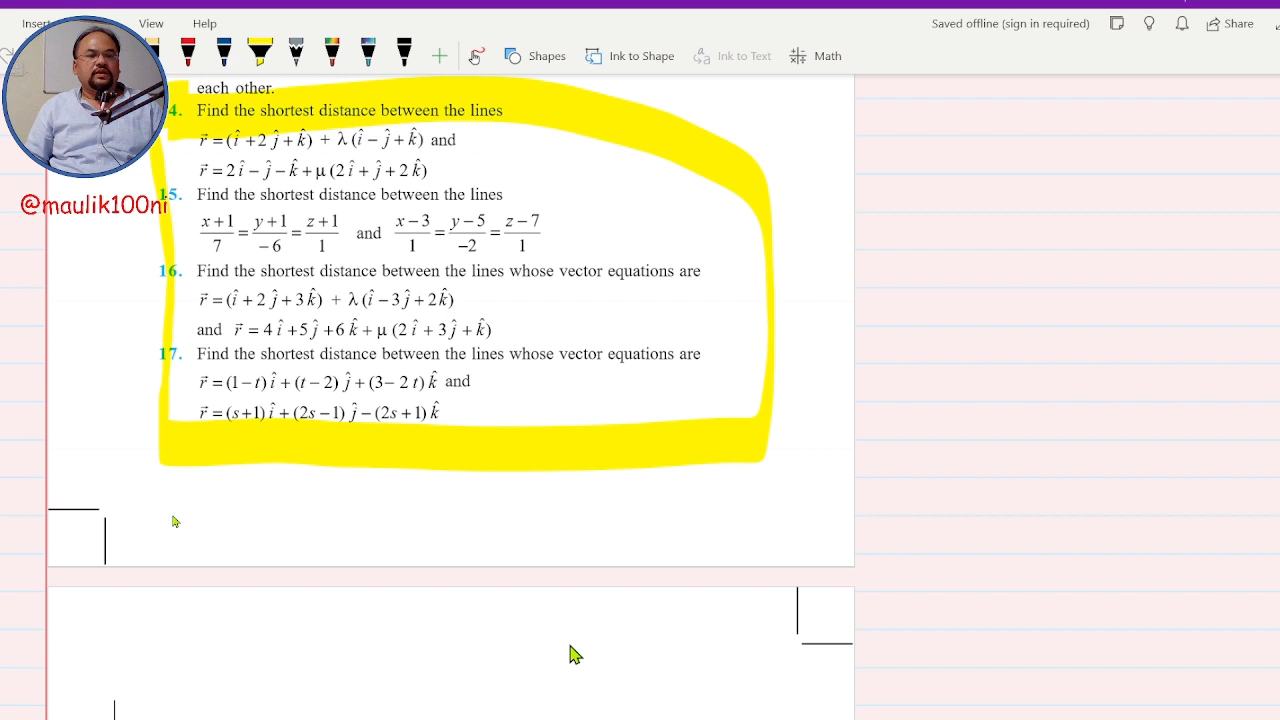 Insert View Help Saved offline (sign in required) Share
Shapes Ink to Shape Ink to Text Math
each other.
4. Find the shortest distance between the lines
r⃗ = (î + 2ĵ + k̂) + λ(î − ĵ + k̂) and
r⃗ = 2î − ĵ − k̂ + μ(2î + ĵ + 2k̂)
@maulik100ni
15. Find the shortest distance between the lines
(x+1)/7 = (y+1)/−6 = (z+1)/1 and (x−3)/1 = (y−5)/−2 = (z−7)/1
16. Find the shortest distance between the lines whose vector equations are
r⃗ = (î + 2ĵ + 3k̂) + λ(î − 3ĵ + 2k̂)
and r⃗ = 4î + 5ĵ + 6k̂ + μ(2î + 3ĵ + k̂)
17. Find the shortest distance between the lines whose vector equations are
r⃗ = (1 − t)î + (t − 2)ĵ + (3 − 2t)k̂ and
r⃗ = (s+1)î + (2s − 1)ĵ − (2s + 1)k̂